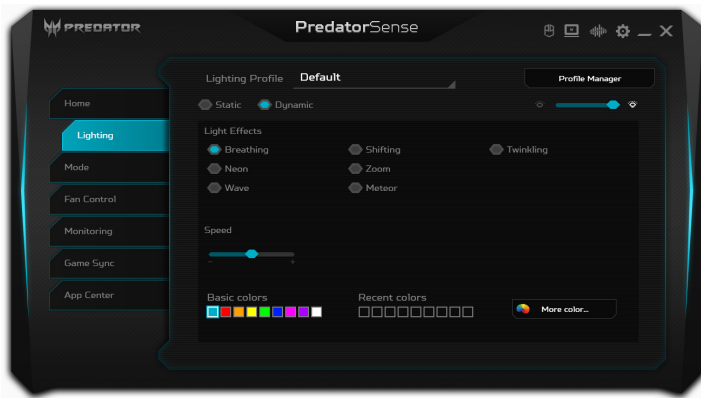 PREDATOR
PredatorSense
Lighting Profile Default
Profile Manager
Home
Static Dynamic
Lighting
Light Effects
Breathing Shifting Twinkling
Mode
Neon Zoom
Wave Meteor
Fan Control
Monitoring
Speed
- +
Game Sync
App Center
Basic colors Recent colors
More color...